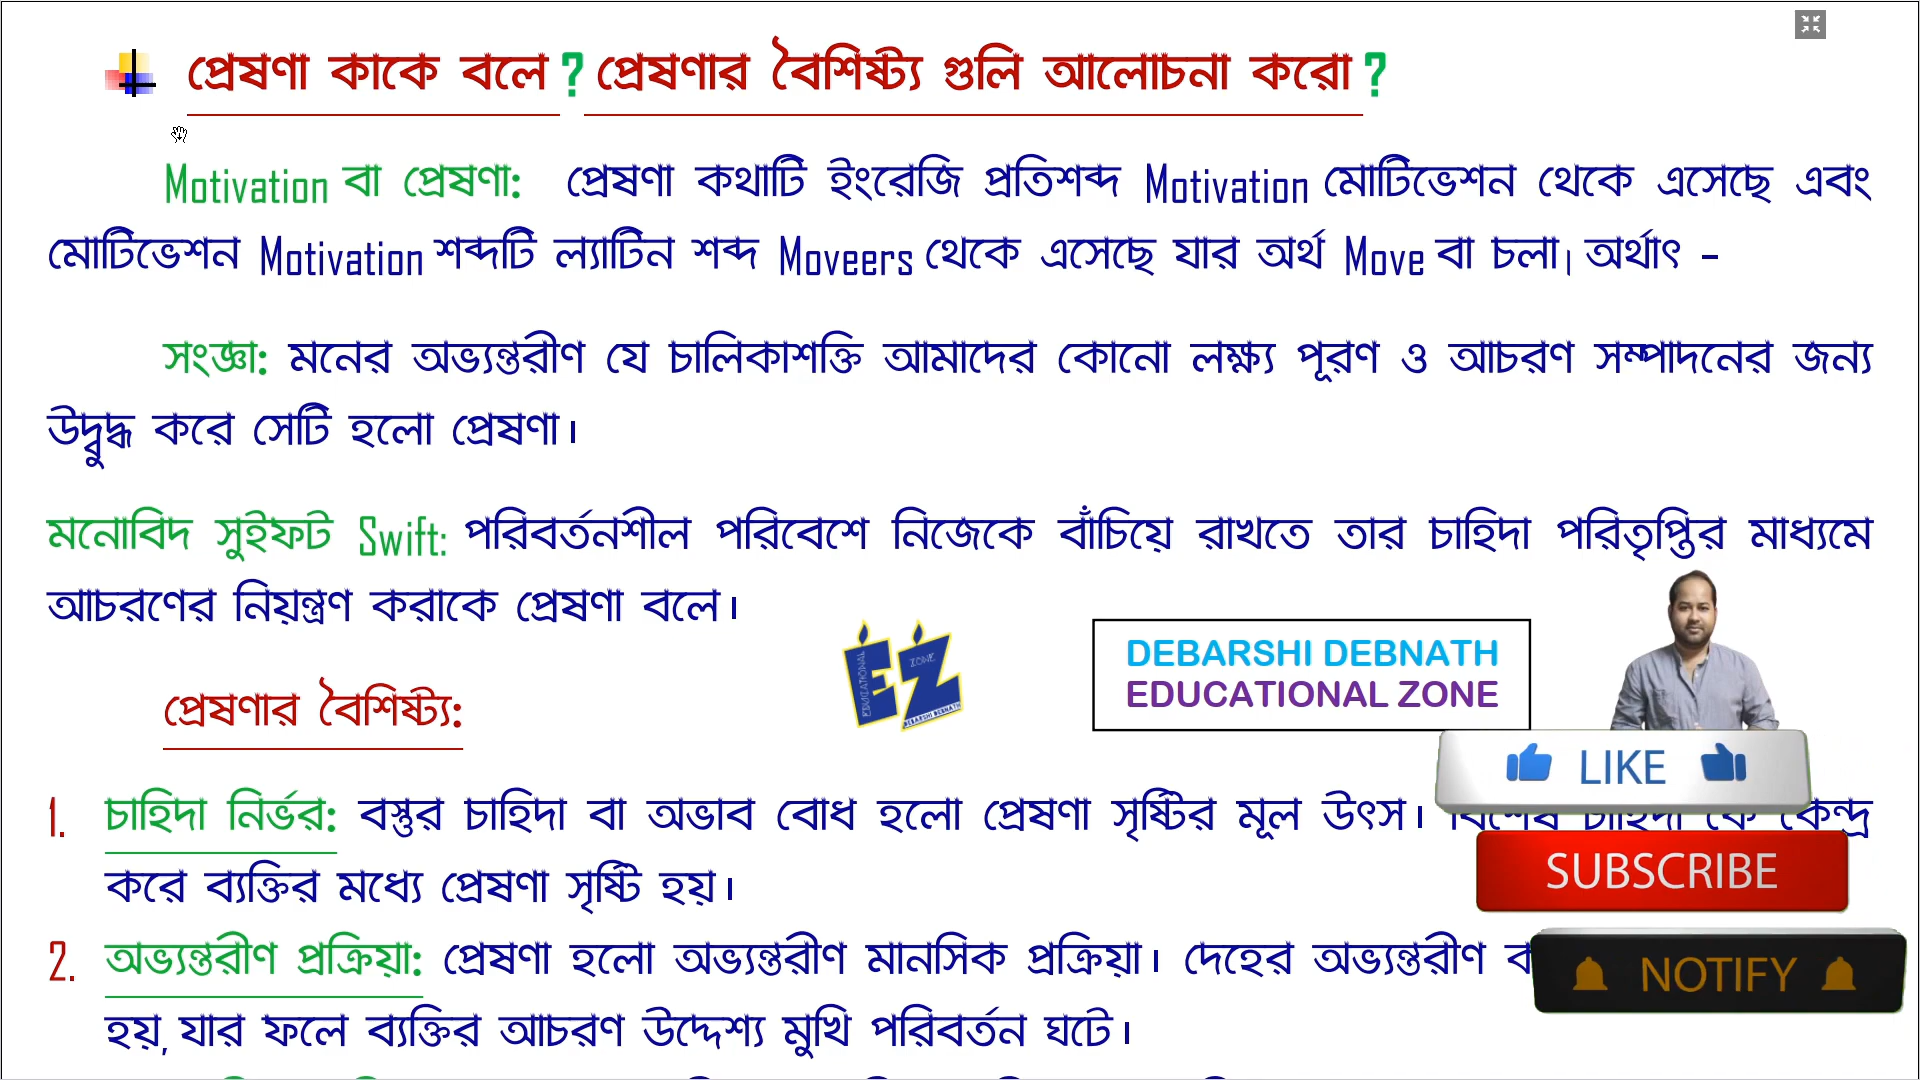 প্রেষণা কাকে বলে ? প্রেষণার বৈশিষ্ট্য গুলি আলোচনা করো ?
Motivation বা প্রেষণা: প্রেষণা কথাটি ইংরেজি প্রতিশব্দ Motivation মোটিভেশন থেকে এসেছে এবং
মোটিভেশন Motivation শব্দটি ল্যাটিন শব্দ Moveers থেকে এসেছে যার অর্থ Move বা চলা। অর্থাৎ –
সংজ্ঞা: মনের অভ্যন্তরীণ যে চালিকাশক্তি আমাদের কোনো লক্ষ্য পূরণ ও আচরণ সম্পাদনের জন্য
উদ্বুদ্ধ করে সেটি হলো প্রেষণা।
মনোবিদ সুইফট Swift: পরিবর্তনশীল পরিবেশে নিজেকে বাঁচিয়ে রাখতে তার চাহিদা পরিতৃপ্তির মাধ্যমে
আচরণের নিয়ন্ত্রণ করাকে প্রেষণা বলে।
EZ
EDUCATIONAL
ZONE
DEBARSHI DEBNATH
DEBARSHI DEBNATH
EDUCATIONAL ZONE
প্রেষণার বৈশিষ্ট্য:
LIKE
1. চাহিদা নির্ভর: বস্তুর চাহিদা বা অভাব বোধ হলো প্রেষণা সৃষ্টির মূল উৎস। বিশেষ চাহিদা কে কেন্দ্র
করে ব্যক্তির মধ্যে প্রেষণা সৃষ্টি হয়।
SUBSCRIBE
2. অভ্যন্তরীণ প্রক্রিয়া: প্রেষণা হলো অভ্যন্তরীণ মানসিক প্রক্রিয়া। দেহের অভ্যন্তরীণ
NOTIFY
হয়, যার ফলে ব্যক্তির আচরণ উদ্দেশ্য মুখি পরিবর্তন ঘটে।